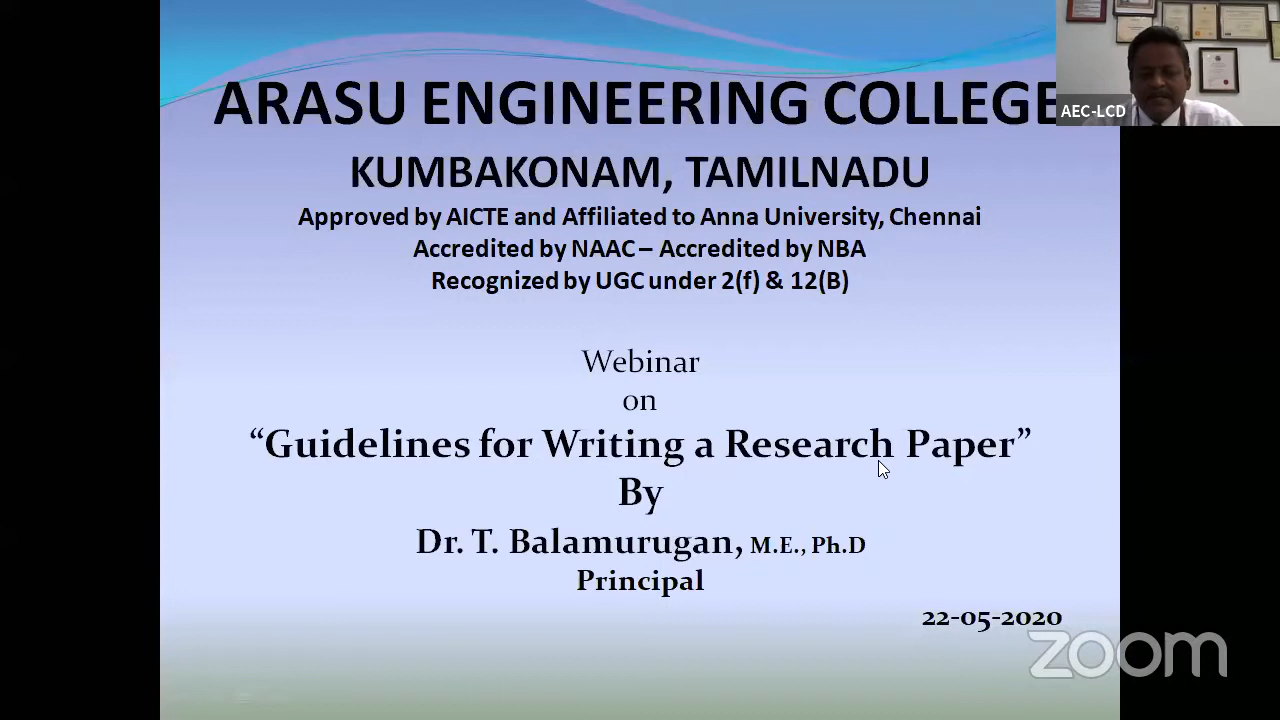 ARASU ENGINEERING COLLEGE
AEC-LCD
KUMBAKONAM, TAMILNADU
Approved by AICTE and Affiliated to Anna University, Chennai
Accredited by NAAC – Accredited by NBA
Recognized by UGC under 2(f) & 12(B)
Webinar
on
“Guidelines for Writing a Research Paper”
By
Dr. T. Balamurugan, M.E., Ph.D
Principal
22-05-2020
zoom